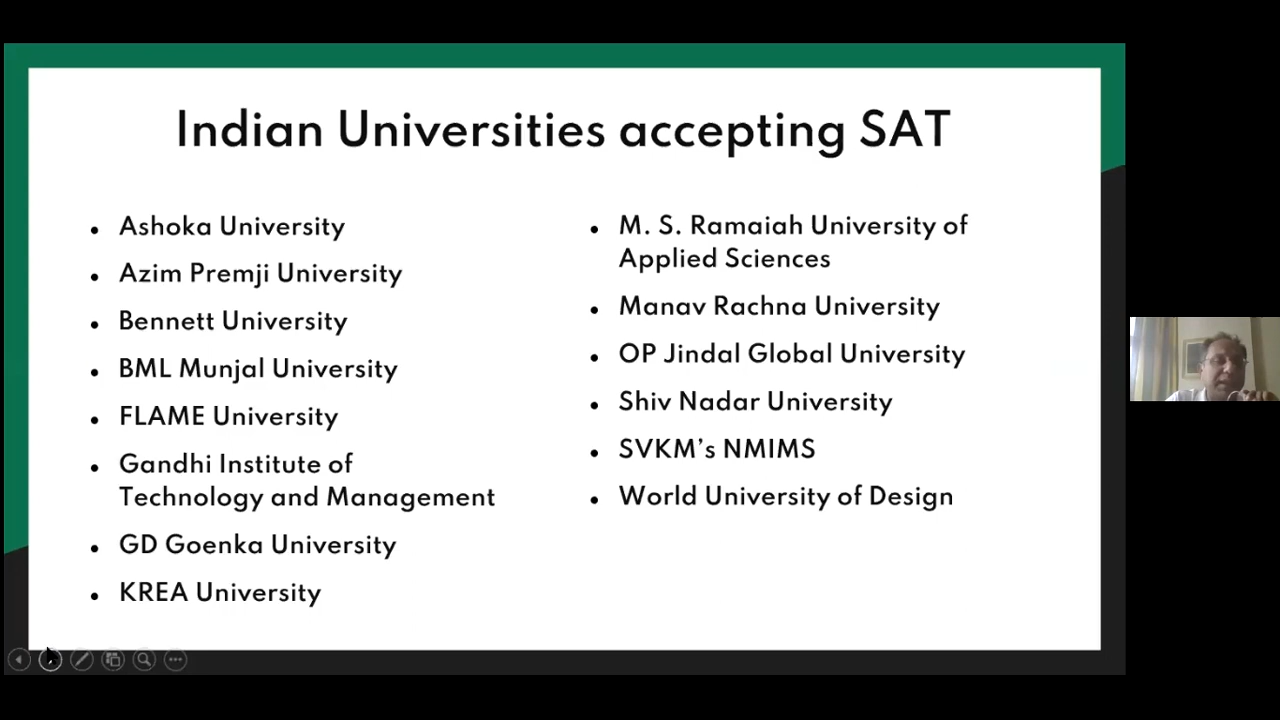 Indian Universities accepting SAT
• Ashoka University
• Azim Premji University
• Bennett University
• BML Munjal University
• FLAME University
• Gandhi Institute of
Technology and Management
• GD Goenka University
• KREA University
• M. S. Ramaiah University of
Applied Sciences
• Manav Rachna University
• OP Jindal Global University
• Shiv Nadar University
• SVKM's NMIMS
• World University of Design